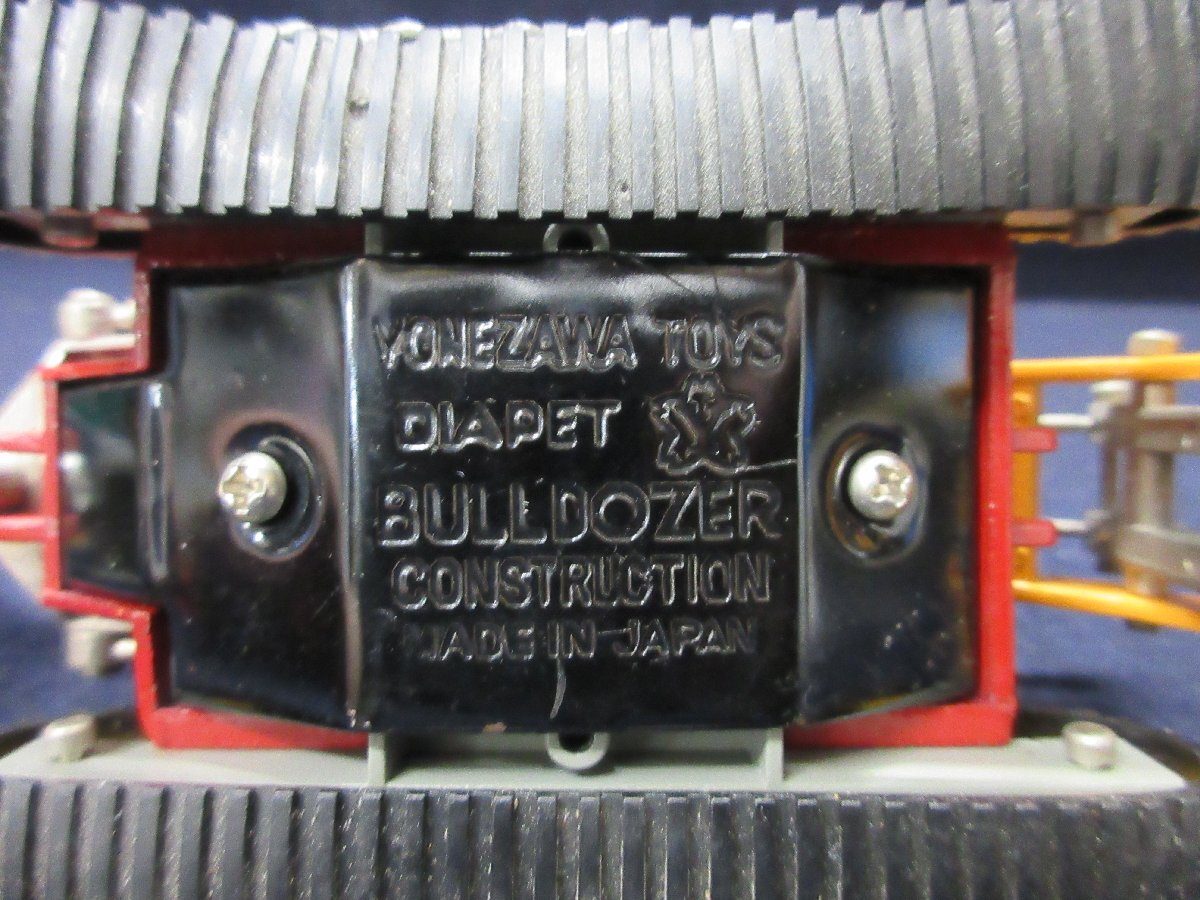 YONEZAWA TOYS
DIAPET
BULLDOZER
CONSTRUCTION
MADE IN JAPAN